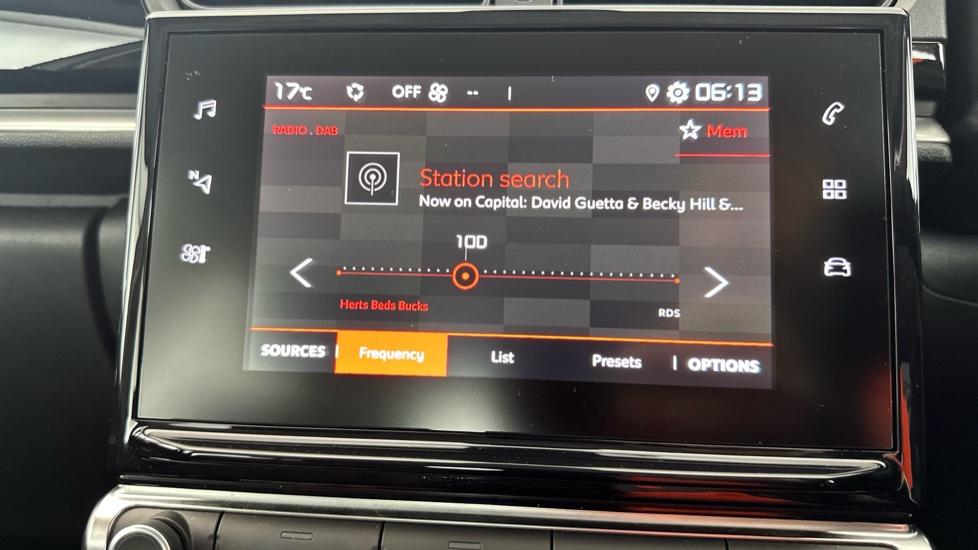 17°C OFF -- 06:13
RADIO . DAB
Mem
Station search
Now on Capital: David Guetta & Becky Hill &...
10D
Herts Beds Bucks
RDS
SOURCES Frequency List Presets OPTIONS
N